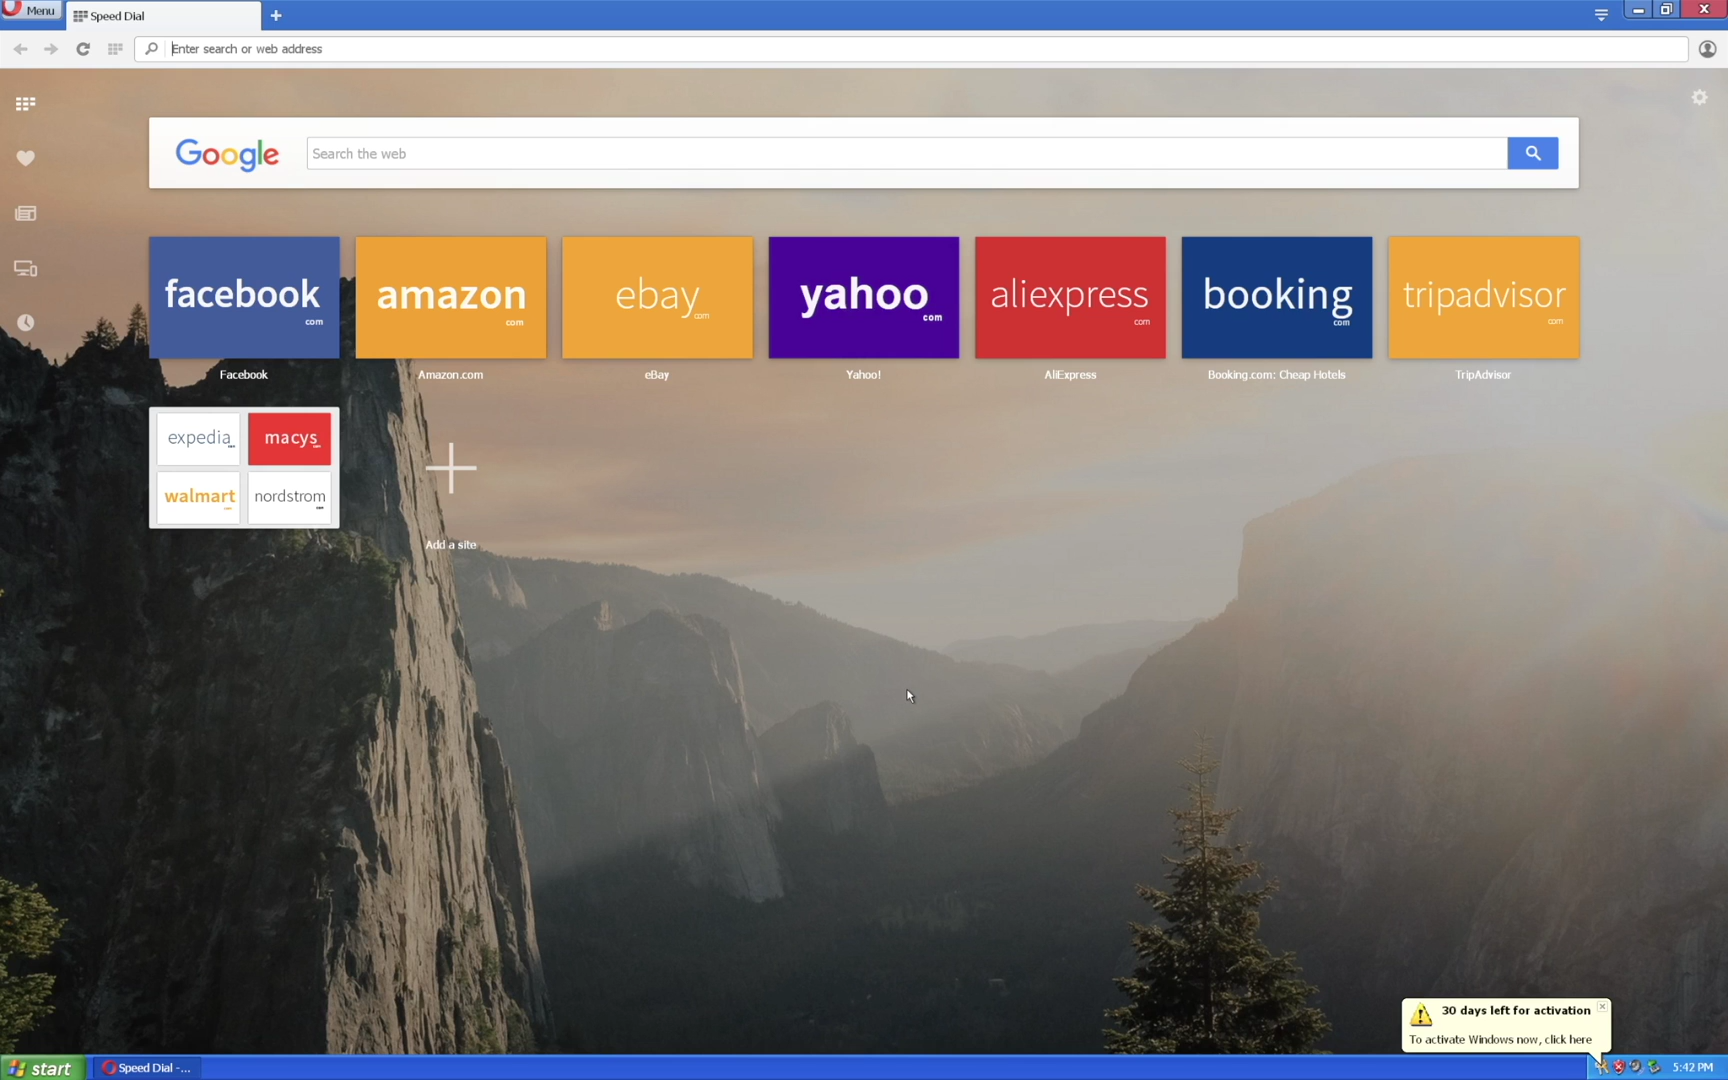 Menu
Speed Dial
Enter search or web address
Google
Search the web
facebook
com
amazon
com
ebay
com
yahoo
com
aliexpress
com
booking
com
tripadvisor
com
Facebook
Amazon.com
eBay
Yahoo!
AliExpress
Booking.com: Cheap Hotels
TripAdvisor
expedia
macys
walmart
nordstrom
Add a site
30 days left for activation
To activate Windows now, click here
start
Speed Dial -...
5:42 PM